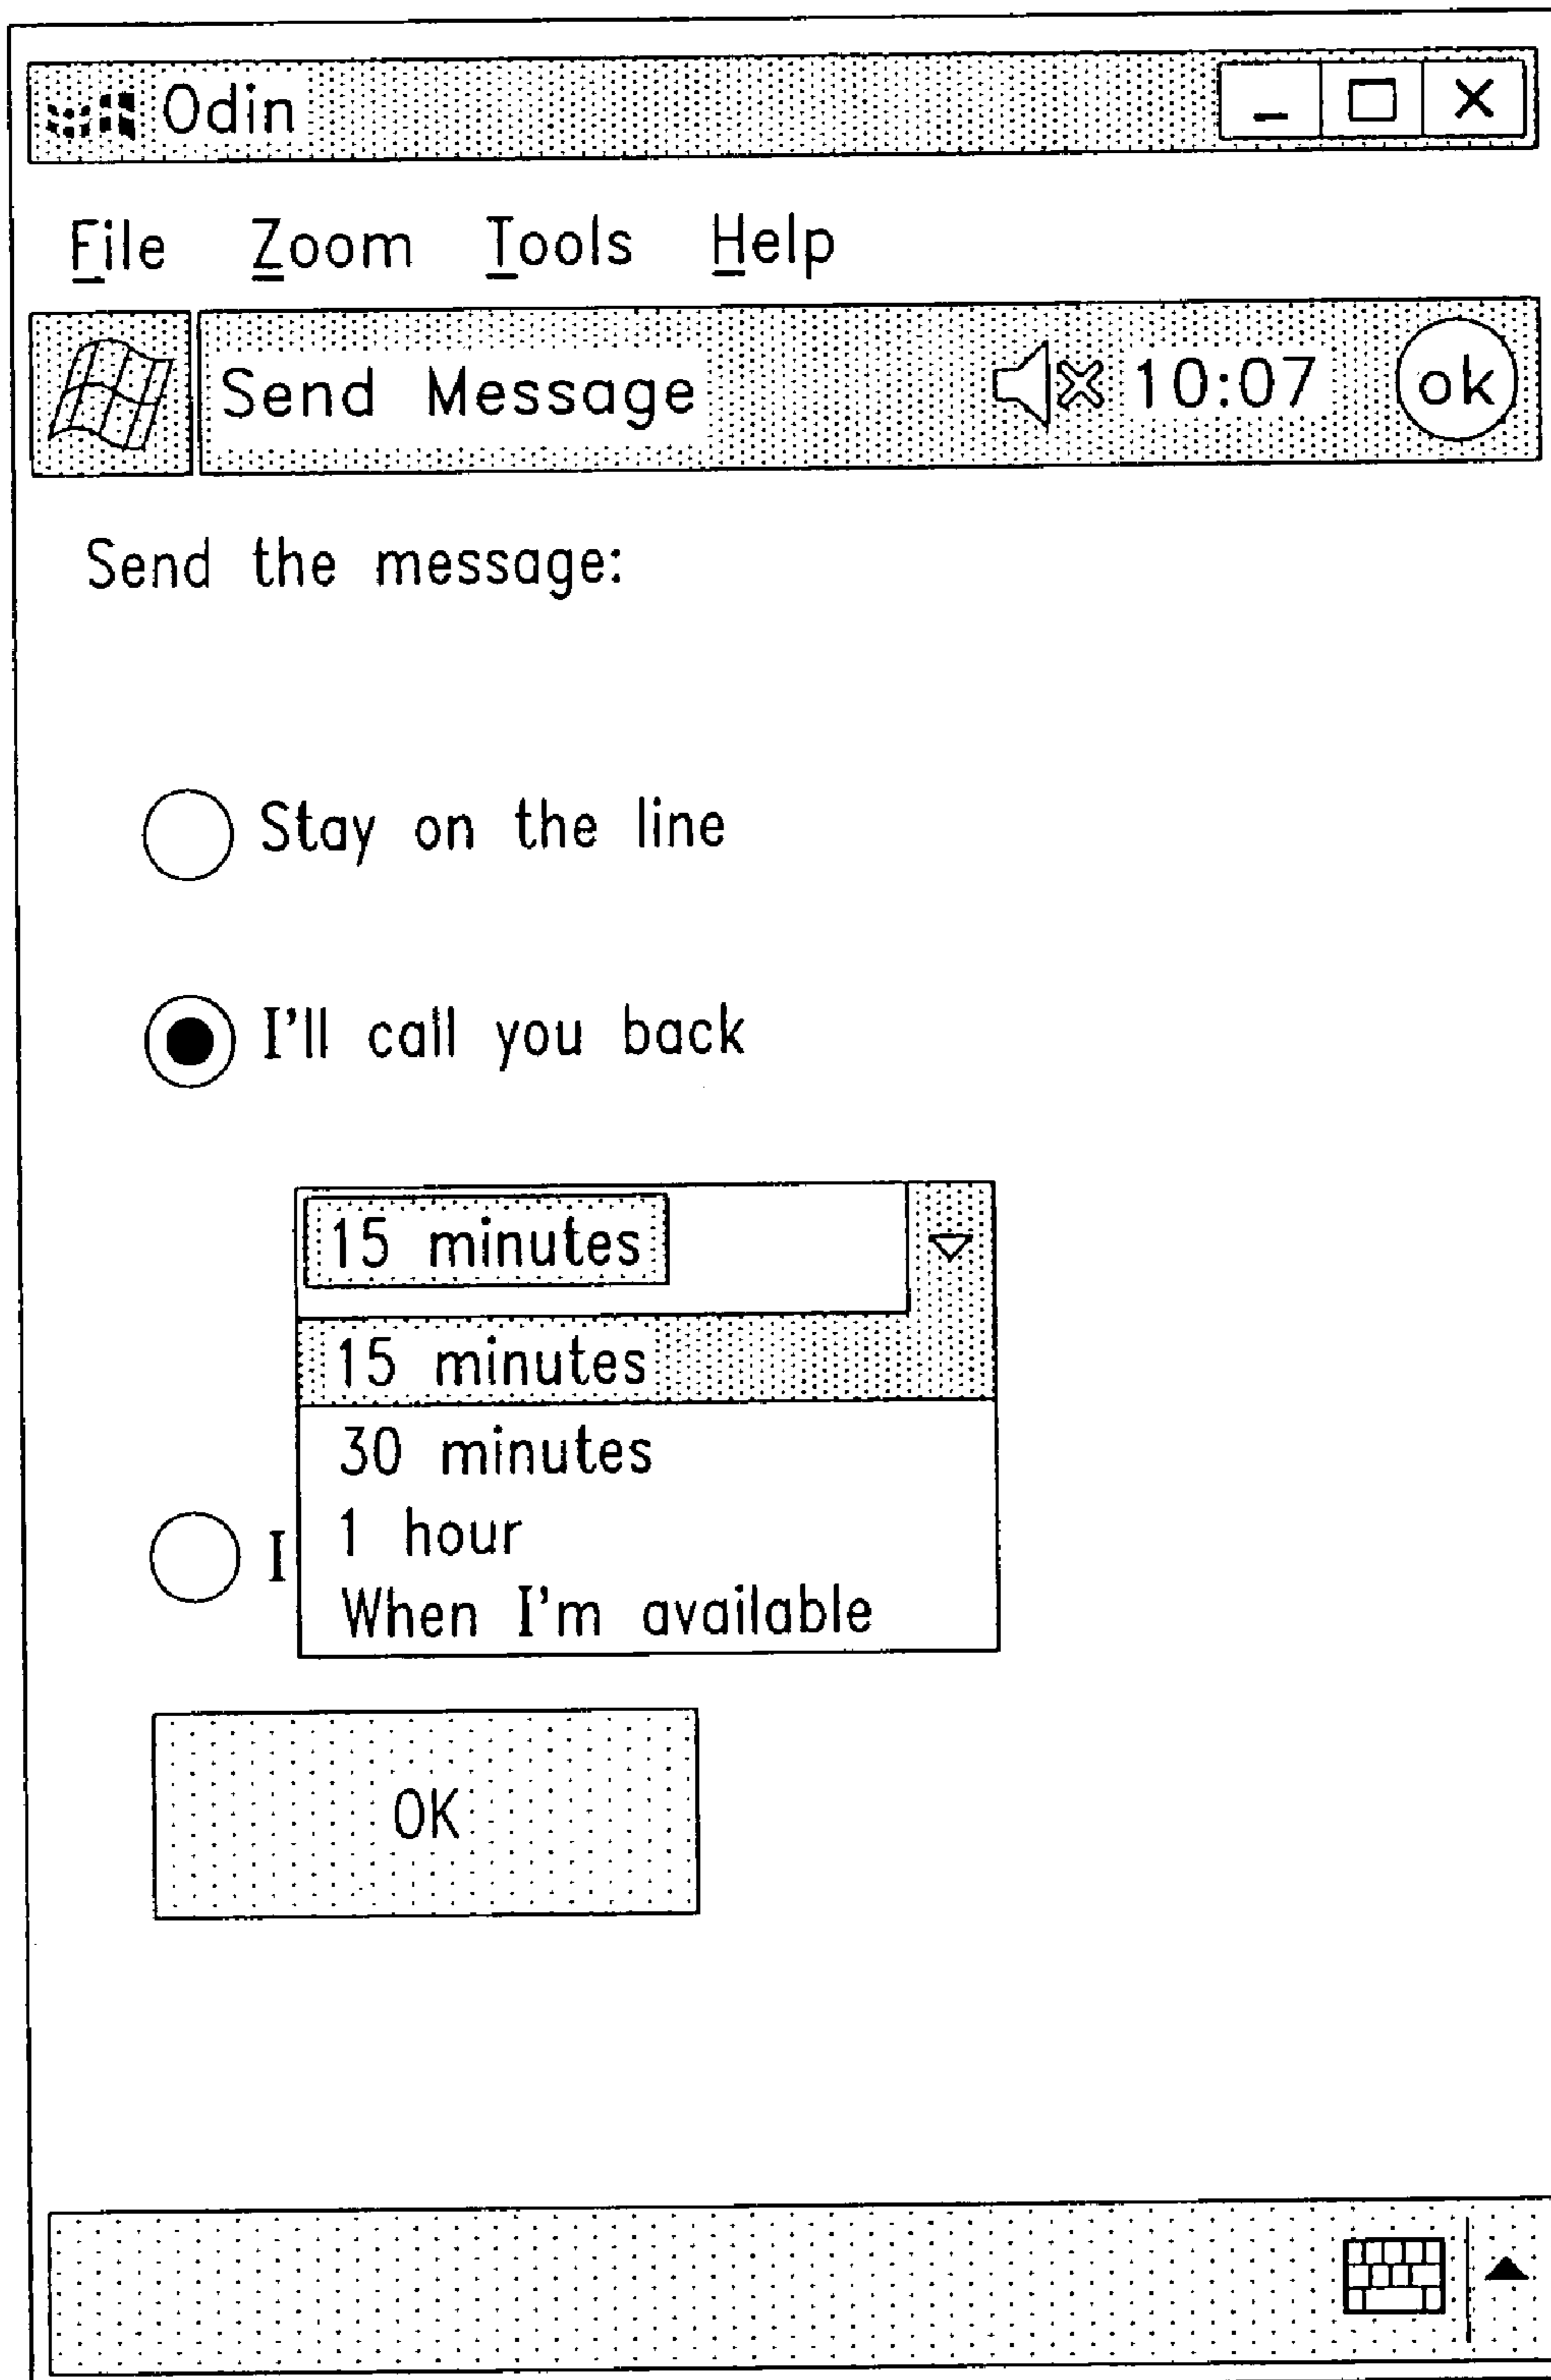 Odin
File Zoom Tools Help
Send Message 10:07 ok
Send the message:
Stay on the line
I'll call you back
15 minutes
15 minutes
30 minutes
I 1 hour
When I'm available
OK